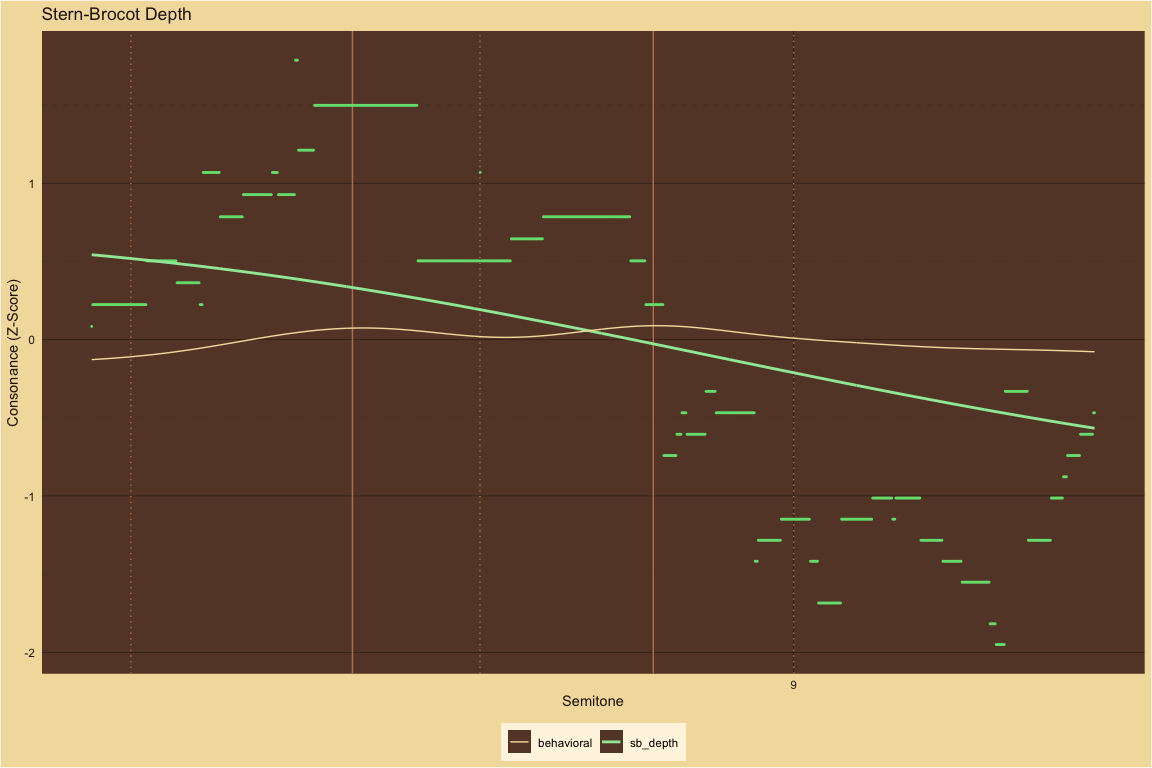 Stern-Brocot Depth
Consonance (Z-Score)
1
0
-1
-2
9
Semitone
behavioral
sb_depth